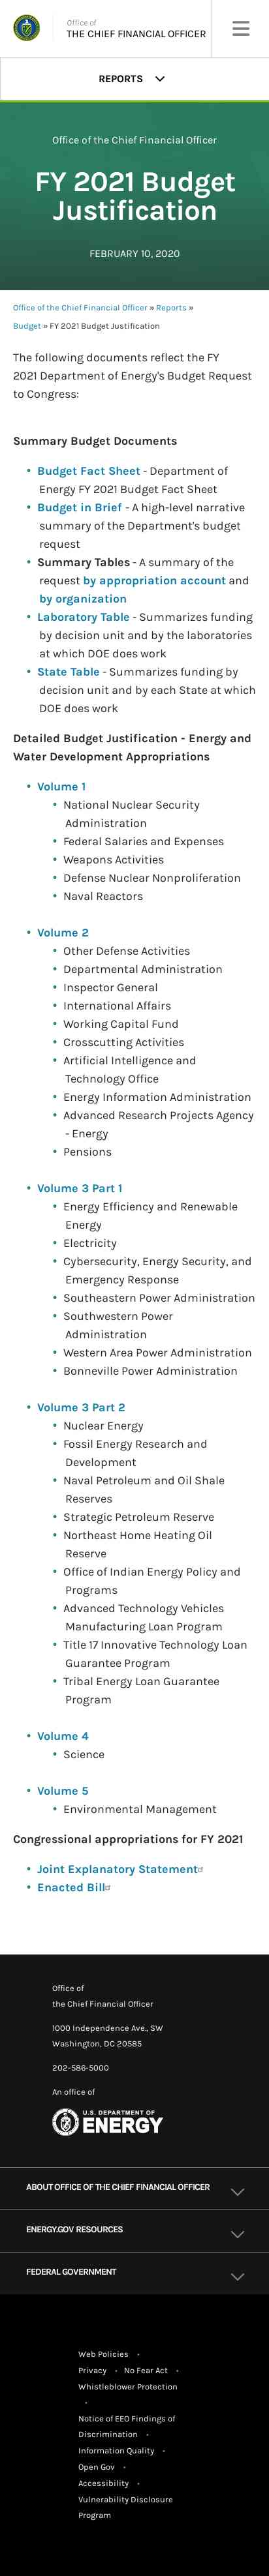 Office of
THE CHIEF FINANCIAL OFFICER
REPORTS
Office of the Chief Financial Officer
FY 2021 Budget
Justification
FEBRUARY 10, 2020
Office of the Chief Financial Officer » Reports »
Budget » FY 2021 Budget Justification
The following documents reflect the FY
2021 Department of Energy's Budget Request
to Congress:
Summary Budget Documents
• Budget Fact Sheet - Department of
Energy FY 2021 Budget Fact Sheet
• Budget in Brief - A high-level narrative
summary of the Department's budget
request
• Summary Tables - A summary of the
request by appropriation account and
by organization
• Laboratory Table - Summarizes funding
by decision unit and by the laboratories
at which DOE does work
• State Table - Summarizes funding by
decision unit and by each State at which
DOE does work
Detailed Budget Justification - Energy and
Water Development Appropriations
• Volume 1
• National Nuclear Security
Administration
• Federal Salaries and Expenses
• Weapons Activities
• Defense Nuclear Nonproliferation
• Naval Reactors
• Volume 2
• Other Defense Activities
• Departmental Administration
• Inspector General
• International Affairs
• Working Capital Fund
• Crosscutting Activities
• Artificial Intelligence and
Technology Office
• Energy Information Administration
• Advanced Research Projects Agency
- Energy
• Pensions
• Volume 3 Part 1
• Energy Efficiency and Renewable
Energy
• Electricity
• Cybersecurity, Energy Security, and
Emergency Response
• Southeastern Power Administration
• Southwestern Power
Administration
• Western Area Power Administration
• Bonneville Power Administration
• Volume 3 Part 2
• Nuclear Energy
• Fossil Energy Research and
Development
• Naval Petroleum and Oil Shale
Reserves
• Strategic Petroleum Reserve
• Northeast Home Heating Oil
Reserve
• Office of Indian Energy Policy and
Programs
• Advanced Technology Vehicles
Manufacturing Loan Program
• Title 17 Innovative Technology Loan
Guarantee Program
• Tribal Energy Loan Guarantee
Program
• Volume 4
• Science
• Volume 5
• Environmental Management
Congressional appropriations for FY 2021
• Joint Explanatory Statement
• Enacted Bill
Office of
the Chief Financial Officer
1000 Independence Ave., SW
Washington, DC 20585
202-586-5000
An office of
U.S. DEPARTMENT OF
ENERGY
ABOUT OFFICE OF THE CHIEF FINANCIAL OFFICER
ENERGY.GOV RESOURCES
FEDERAL GOVERNMENT
Web Policies •
Privacy • No Fear Act •
Whistleblower Protection
•
Notice of EEO Findings of
Discrimination •
Information Quality •
Open Gov •
Accessibility •
Vulnerability Disclosure
Program